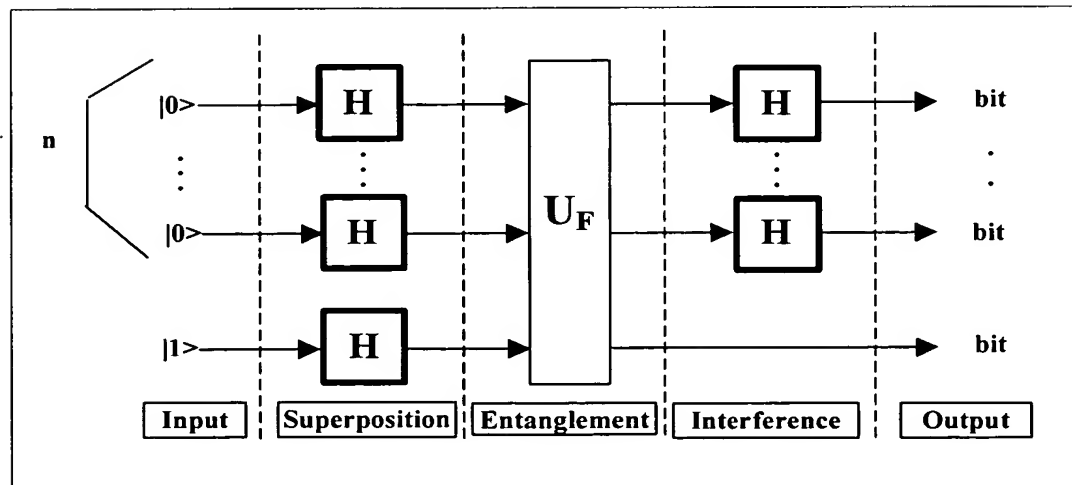 |0> H H bit
n
U_F
|0> H H bit
|1> H bit
Input Superposition Entanglement Interference Output